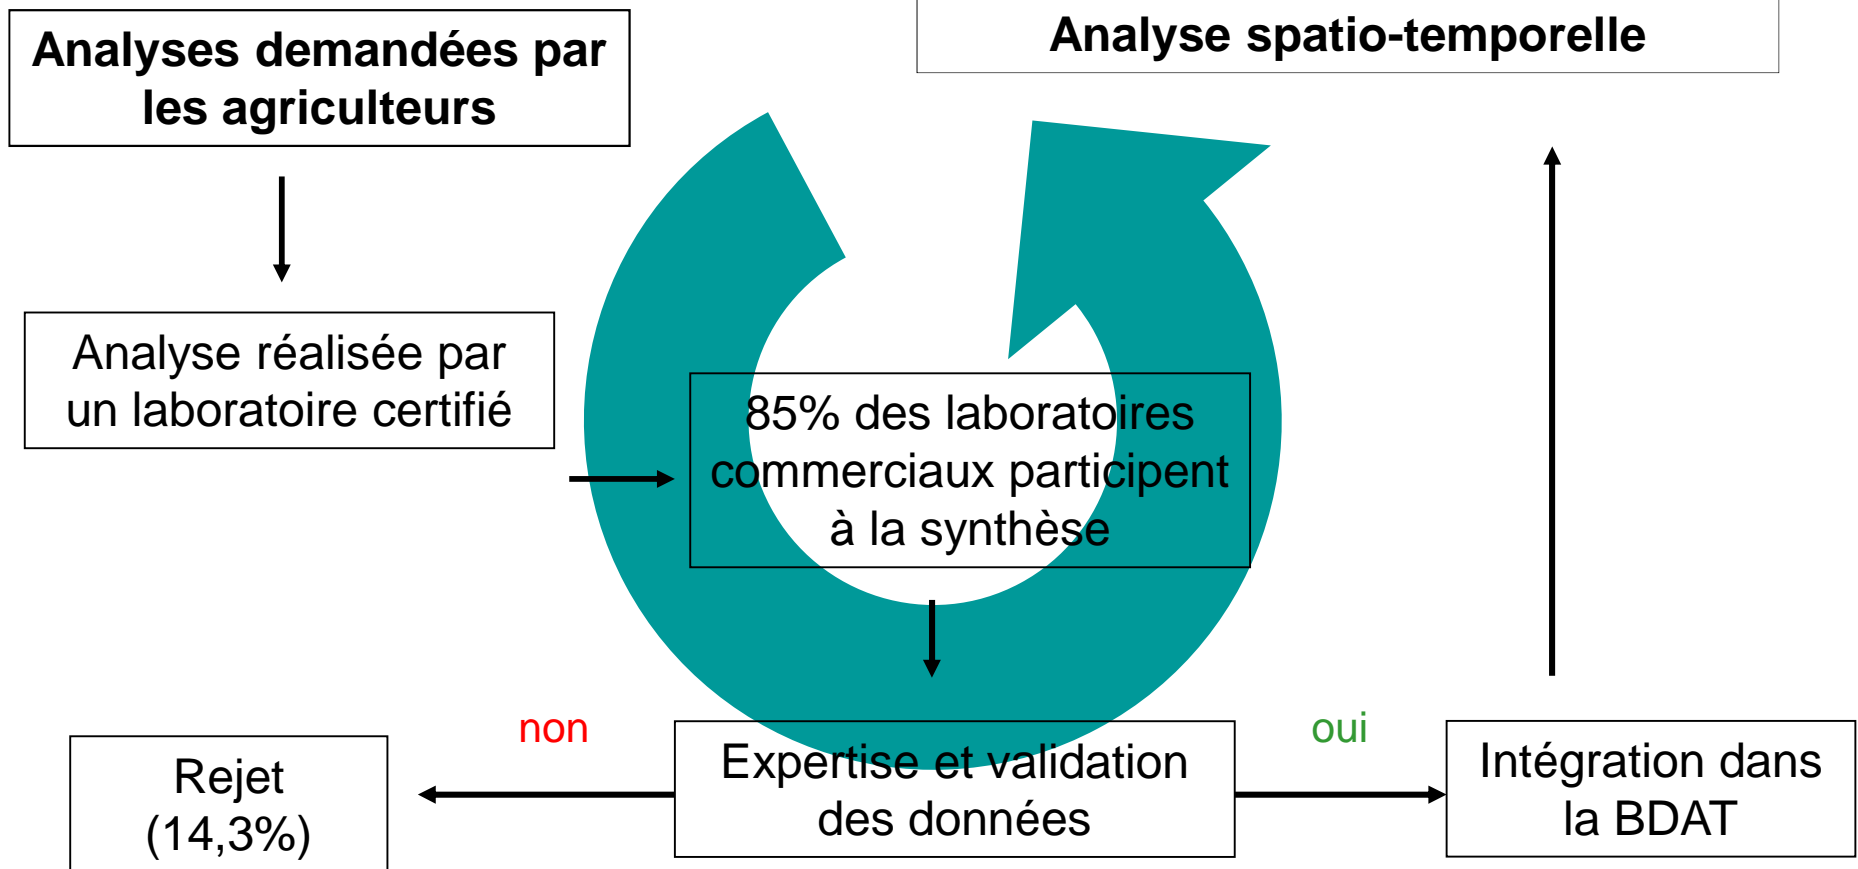 Analyses demandées par
les agriculteurs
Analyse spatio-temporelle
Analyse réalisée par
un laboratoire certifié
85% des laboratoires
commerciaux participent
à la synthèse
non
oui
Rejet
(14,3%)
Expertise et validation
des données
Intégration dans
la BDAT